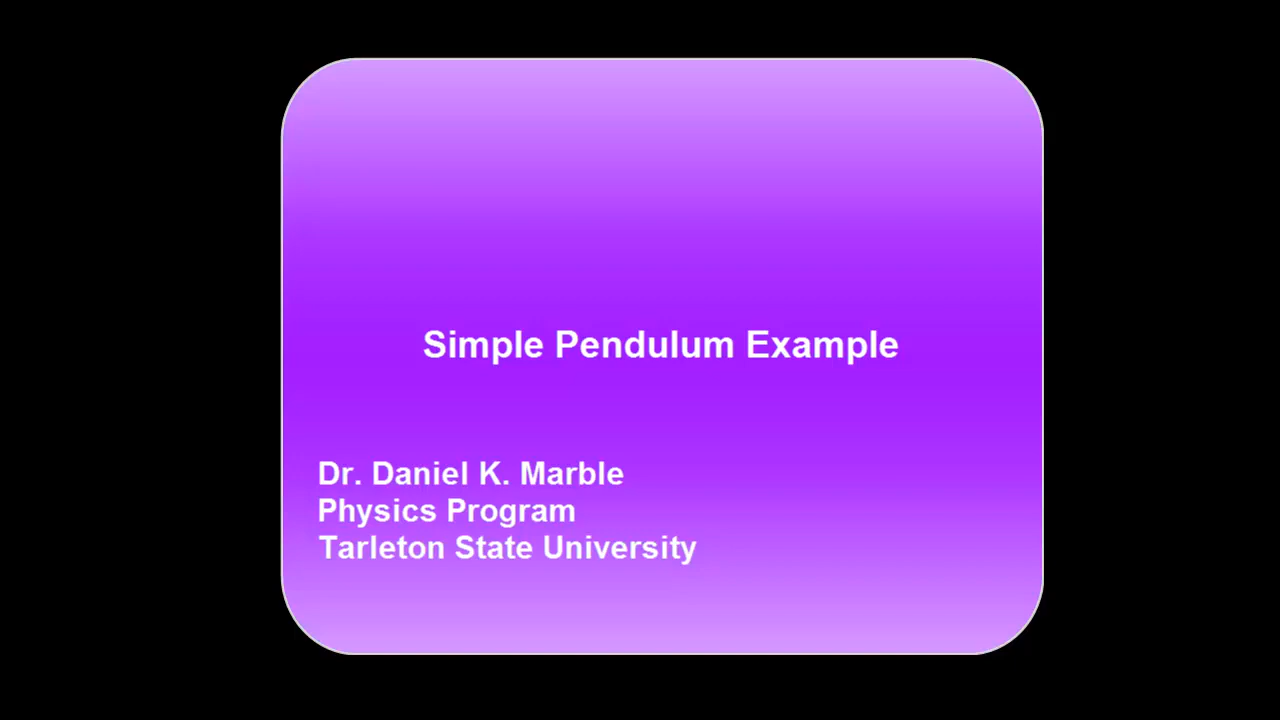 Simple Pendulum Example
Dr. Daniel K. Marble
Physics Program
Tarleton State University